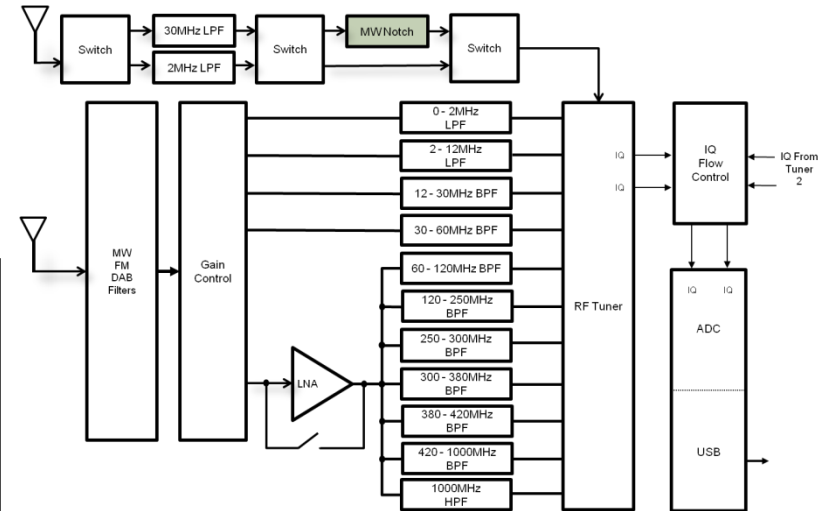 Switch
30MHz LPF
2MHz LPF
Switch
MW Notch
Switch
MW
FM
DAB
Filters
Gain
Control
LNA
0 - 2MHz
LPF
2 - 12MHz
LPF
12 - 30MHz BPF
30 - 60MHz BPF
60 - 120MHz BPF
120 - 250MHz
BPF
250 - 300MHz
BPF
300 - 380MHz
BPF
380 - 420MHz
BPF
420 - 1000MHz
BPF
1000MHz
HPF
RF Tuner
IQ
IQ
IQ
Flow
Control
IQ From
Tuner
2
IQ IQ
ADC
USB